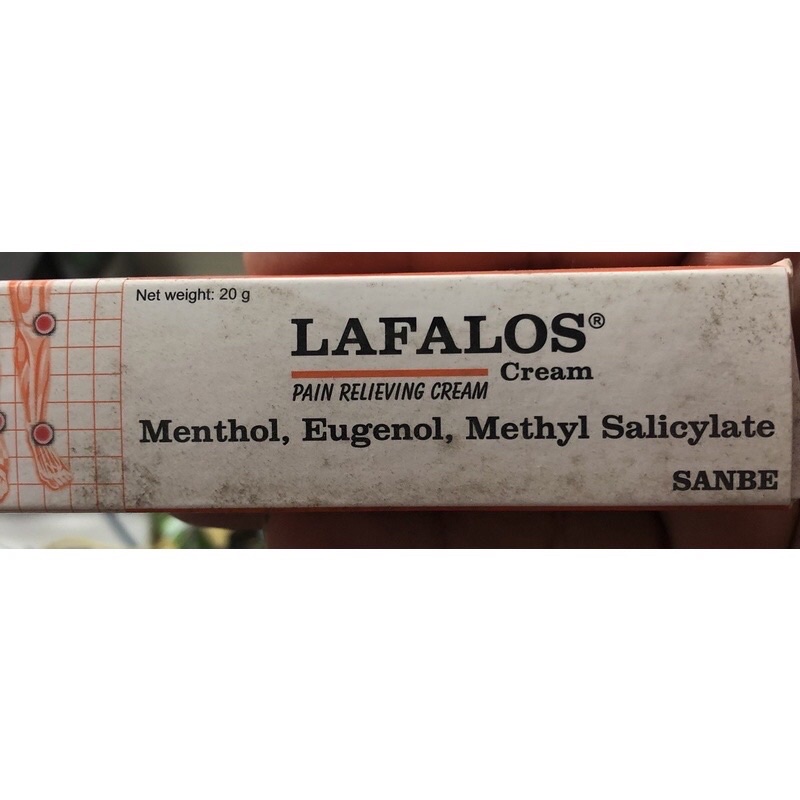 Net weight: 20 g
LAFALOS®
Cream
PAIN RELIEVING CREAM
Menthol, Eugenol, Methyl Salicylate
SANBE